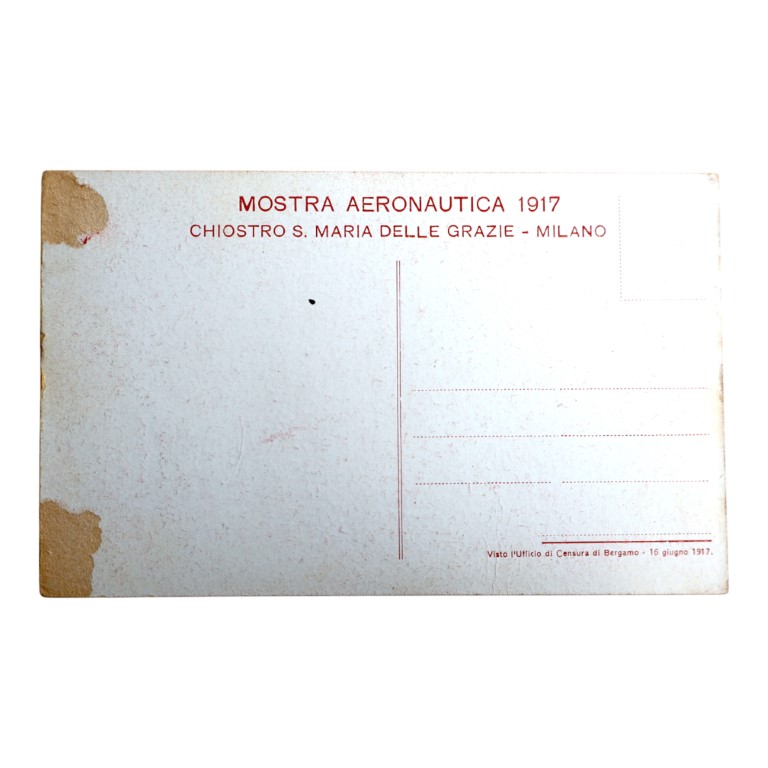 MOSTRA AERONAUTICA 1917
CHIOSTRO S. MARIA DELLE GRAZIE - MILANO
Visto l'Ufficio di Censura di Bergamo - 16 giugno 1917.